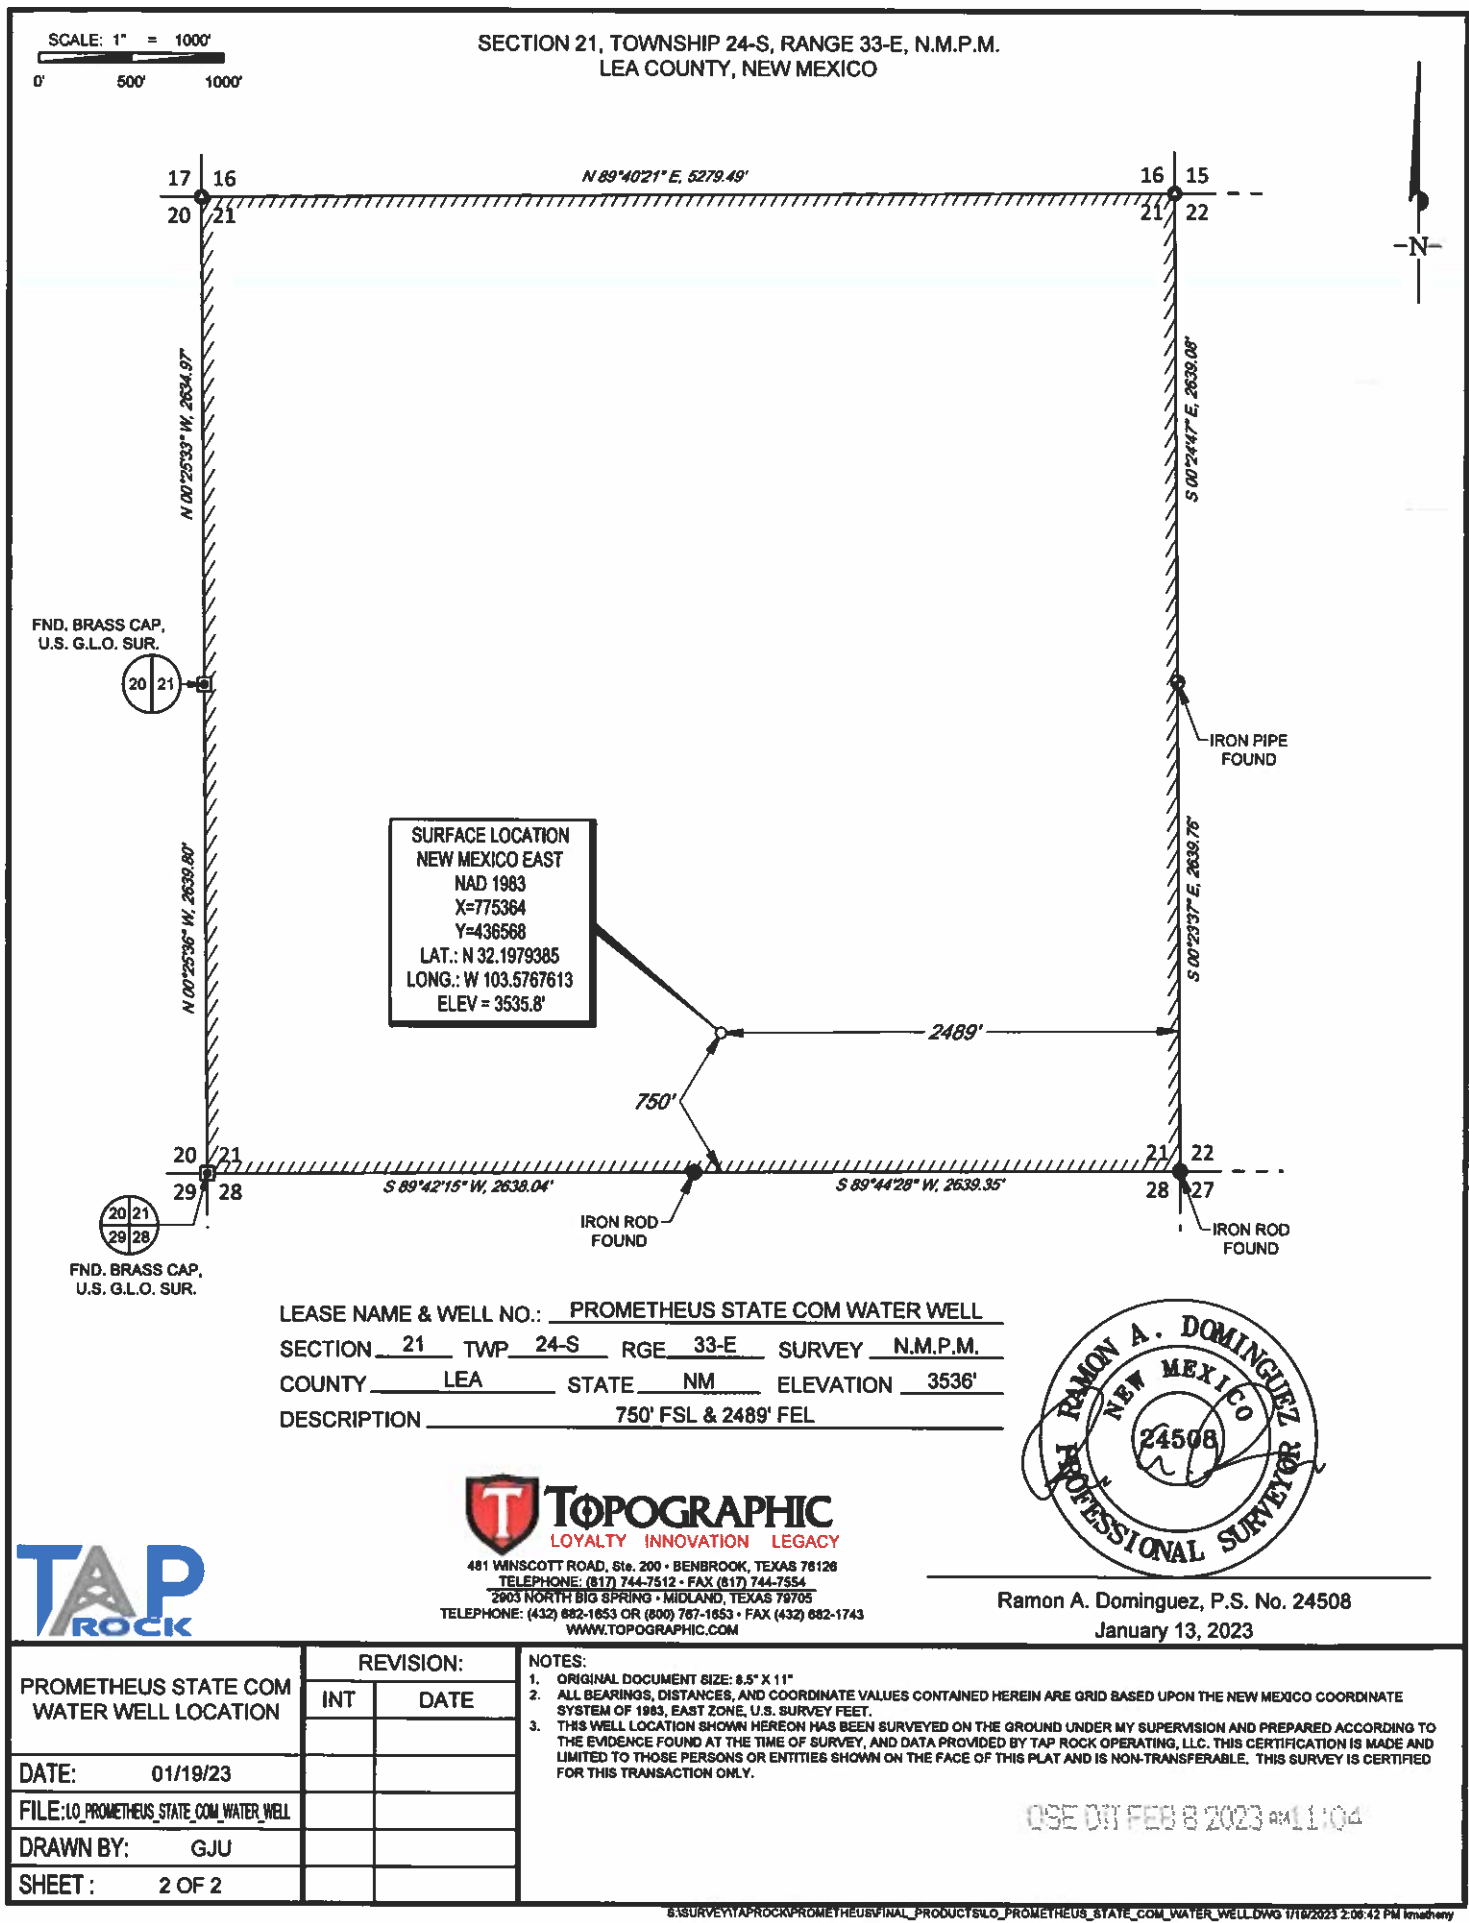 SCALE: 1" = 1000'
0' 500' 1000'
SECTION 21, TOWNSHIP 24-S, RANGE 33-E, N.M.P.M.
LEA COUNTY, NEW MEXICO
-N-
17 16
20 21
N 89°40'21" E, 5279.49'
16 15
21 22
N 00°25'33" W, 2634.97'
S 00°24'47" E, 2639.08'
FND. BRASS CAP,
U.S. G.L.O. SUR.
20 21
IRON PIPE
FOUND
N 00°25'36" W, 2639.80'
S 00°23'37" E, 2639.76'
SURFACE LOCATION
NEW MEXICO EAST
NAD 1983
X=775364
Y=436568
LAT.: N 32.1979385
LONG.: W 103.5767613
ELEV = 3535.8'
2489'
750'
20 21
29 28
S 89°42'15" W, 2638.04'
S 89°44'28" W, 2639.35'
21 22
28 27
20 21
29 28
FND. BRASS CAP,
U.S. G.L.O. SUR.
IRON ROD
FOUND
IRON ROD
FOUND
LEASE NAME & WELL NO.: PROMETHEUS STATE COM WATER WELL
SECTION 21 TWP 24-S RGE 33-E SURVEY N.M.P.M.
COUNTY LEA STATE NM ELEVATION 3536'
DESCRIPTION 750' FSL & 2489' FEL
RAMON A. DOMINGUEZ
NEW MEXICO
24508
PROFESSIONAL SURVEYOR
Ramon A. Dominguez, P.S. No. 24508
January 13, 2023
TAP
ROCK
T
TOPOGRAPHIC
LOYALTY INNOVATION LEGACY
481 WINSCOTT ROAD, Ste. 200 • BENBROOK, TEXAS 76126
TELEPHONE: (817) 744-7512 • FAX (817) 744-7554
2903 NORTH BIG SPRING • MIDLAND, TEXAS 79705
TELEPHONE: (432) 682-1653 OR (800) 767-1653 • FAX (432) 682-1743
WWW.TOPOGRAPHIC.COM
PROMETHEUS STATE COM
WATER WELL LOCATION
REVISION:
INT DATE
DATE: 01/19/23
FILE:LO_PROMETHEUS_STATE_COM_WATER_WELL
DRAWN BY: GJU
SHEET : 2 OF 2
NOTES:
1. ORIGINAL DOCUMENT SIZE: 8.5" X 11"
2. ALL BEARINGS, DISTANCES, AND COORDINATE VALUES CONTAINED HEREIN ARE GRID BASED UPON THE NEW MEXICO COORDINATE
SYSTEM OF 1983, EAST ZONE, U.S. SURVEY FEET.
3. THIS WELL LOCATION SHOWN HEREON HAS BEEN SURVEYED ON THE GROUND UNDER MY SUPERVISION AND PREPARED ACCORDING TO
THE EVIDENCE FOUND AT THE TIME OF SURVEY, AND DATA PROVIDED BY TAP ROCK OPERATING, LLC. THIS CERTIFICATION IS MADE AND
LIMITED TO THOSE PERSONS OR ENTITIES SHOWN ON THE FACE OF THIS PLAT AND IS NON-TRANSFERABLE. THIS SURVEY IS CERTIFIED
FOR THIS TRANSACTION ONLY.
OSE DII FEB 8 2023 AM 11:04
S:\SURVEY\TAPROCK\PROMETHEUS\FINAL_PRODUCTS\LO_PROMETHEUS_STATE_COM_WATER_WELL.DWG 1/19/2023 2:06:42 PM kmatheny